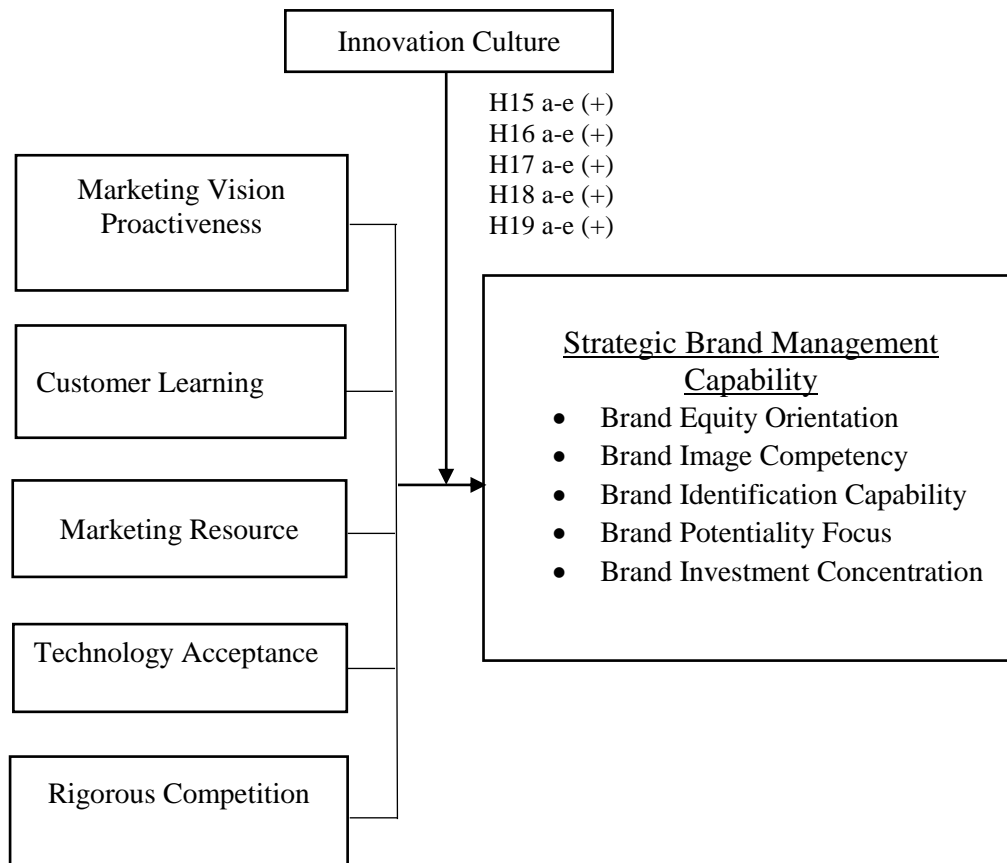 Innovation Culture
H15 a-e (+)
H16 a-e (+)
H17 a-e (+)
H18 a-e (+)
H19 a-e (+)
Marketing Vision
Proactiveness
Customer Learning
Marketing Resource
Technology Acceptance
Rigorous Competition
Strategic Brand Management
Capability
• Brand Equity Orientation
• Brand Image Competency
• Brand Identification Capability
• Brand Potentiality Focus
• Brand Investment Concentration